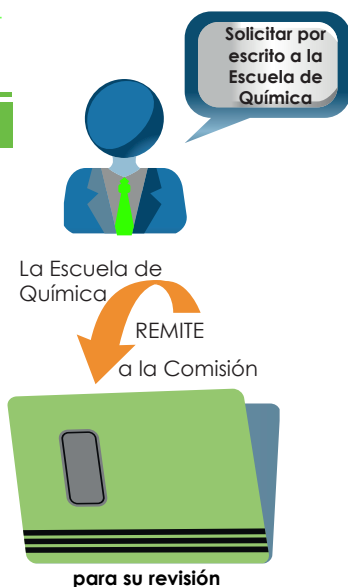 Solicitar por
escrito a la
Escuela de
Química
La Escuela de
Química
REMITE
a la Comisión
para su revisión